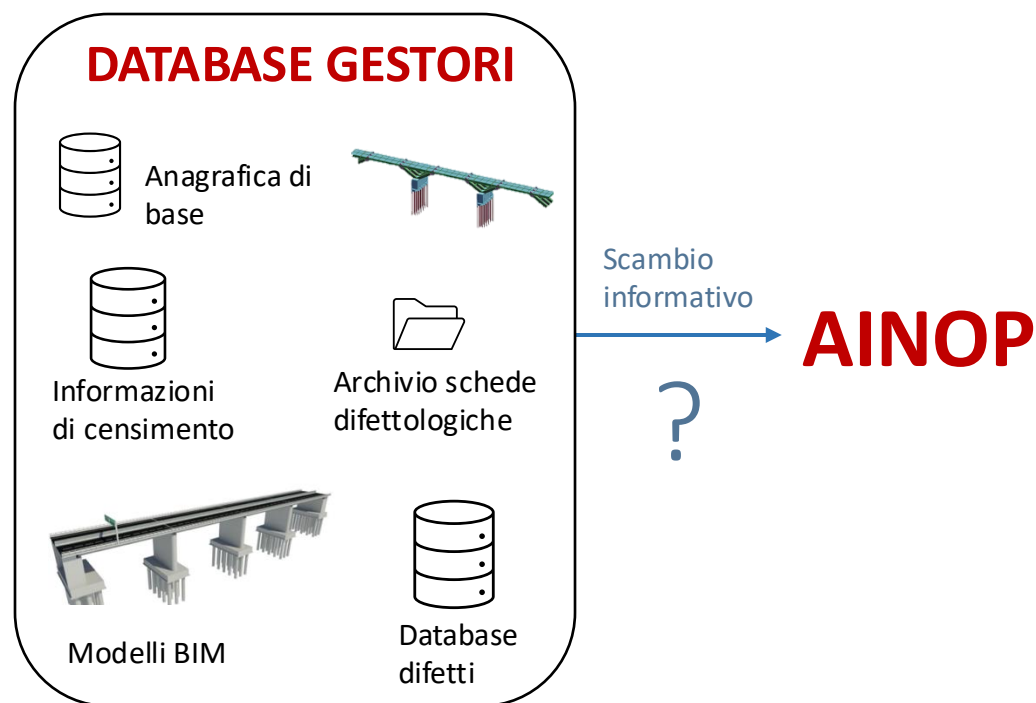 DATABASE GESTORI
Anagrafica di
base
Informazioni
di censimento
Archivio schede
difettologiche
Modelli BIM
Database
difetti
Scambio
informativo
?
AINOP